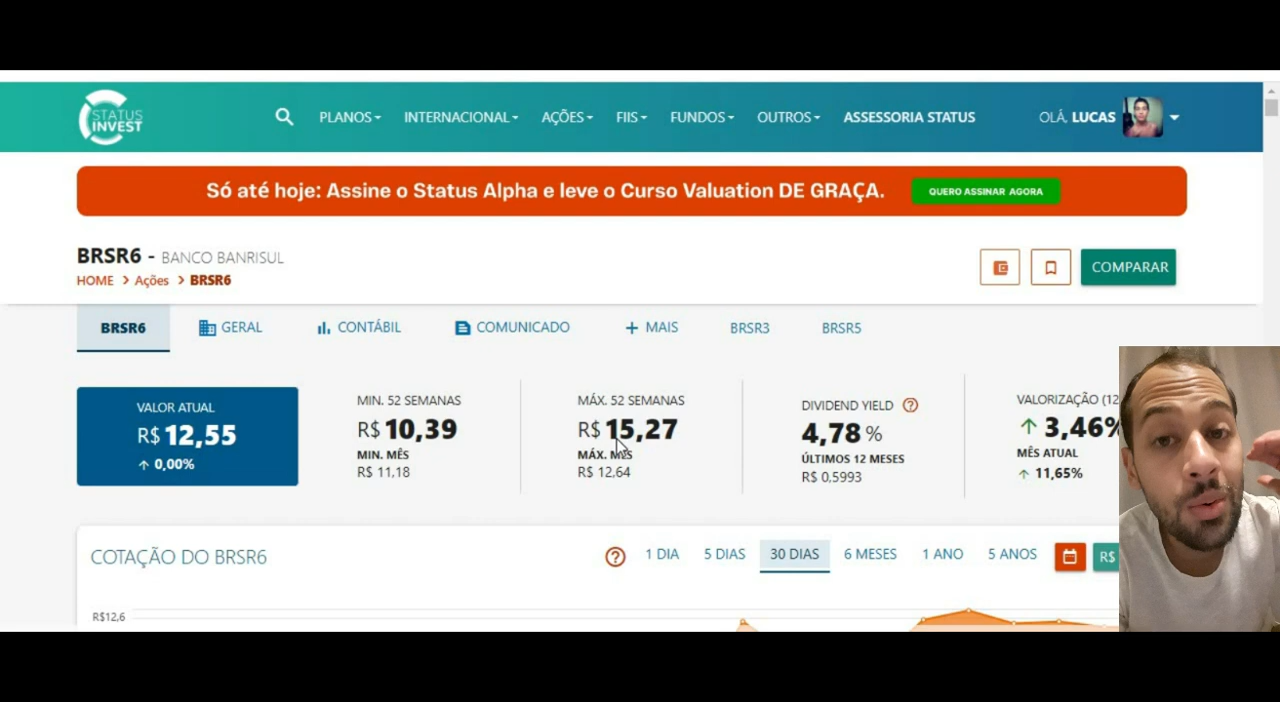 STATUS
INVEST
PLANOS
INTERNACIONAL
AÇÕES
FIIS
FUNDOS
OUTROS
ASSESSORIA STATUS
OLÁ, LUCAS
Só até hoje: Assine o Status Alpha e leve o Curso Valuation DE GRAÇA.
QUERO ASSINAR AGORA
BRSR6 - BANCO BANRISUL
HOME > Ações > BRSR6
COMPARAR
BRSR6
GERAL
CONTÁBIL
COMUNICADO
+ MAIS
BRSR3
BRSR5
VALOR ATUAL
R$ 12,55
↑ 0,00%
MIN. 52 SEMANAS
R$ 10,39
MIN. MÊS
R$ 11,18
MÁX. 52 SEMANAS
R$ 15,27
MÁX. MÊS
R$ 12,64
DIVIDEND YIELD ?
4,78 %
ÚLTIMOS 12 MESES
R$ 0,5993
VALORIZAÇÃO (12
↑ 3,46%
MÊS ATUAL
↑ 11,65%
COTAÇÃO DO BRSR6
?
1 DIA
5 DIAS
30 DIAS
6 MESES
1 ANO
5 ANOS
R$
R$12,6